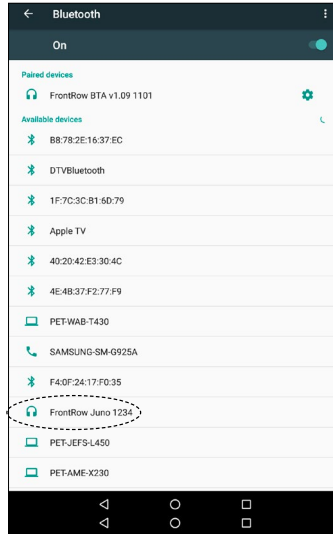 Bluetooth
On
Paired devices
FrontRow BTA v1.09 1101
Available devices
B8:78:2E:16:37:EC
DTVBluetooth
1F:7C:3C:B1:6D:79
Apple TV
40:20:42:E3:30:4C
4E:4B:37:F2:77:F9
PET-WAB-T430
SAMSUNG-SM-G925A
F4:0F:24:17:F0:35
FrontRow Juno 1234
PET-JEFS-L450
PET-AME-X230